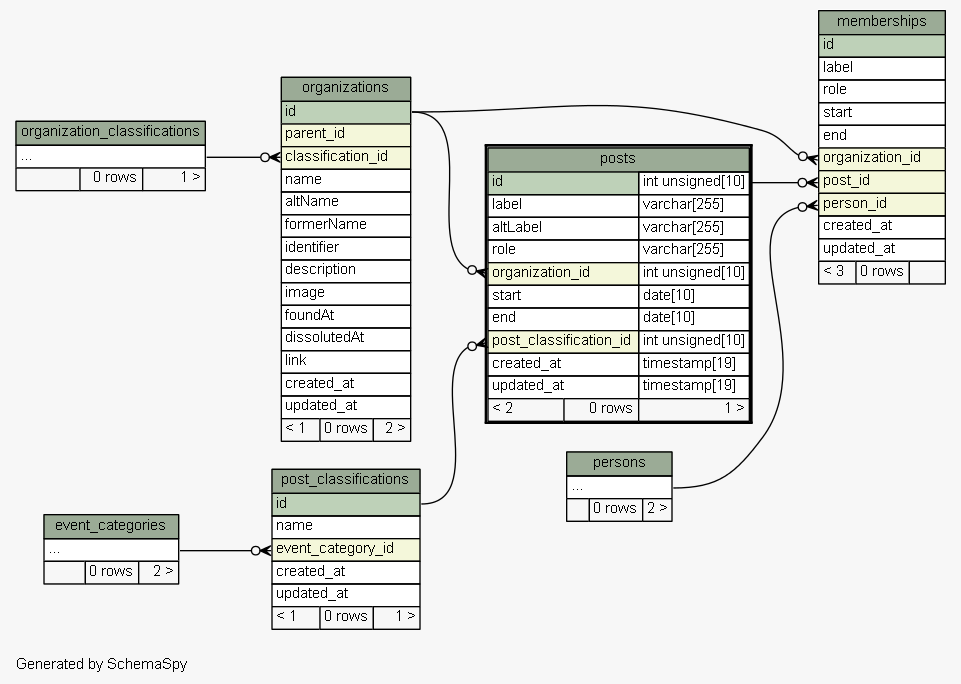 organization_classifications
...
0 rows 1 >
organizations
id
parent_id
classification_id
name
altName
formerName
identifier
description
image
foundAt
dissolutedAt
link
created_at
updated_at
< 1 0 rows 2 >
posts
id int unsigned[10]
label varchar[255]
altLabel varchar[255]
role varchar[255]
organization_id int unsigned[10]
start date[10]
end date[10]
post_classification_id int unsigned[10]
created_at timestamp[19]
updated_at timestamp[19]
< 2 0 rows 1 >
memberships
id
label
role
start
end
organization_id
post_id
person_id
created_at
updated_at
< 3 0 rows
persons
...
0 rows 2 >
event_categories
...
0 rows 2 >
post_classifications
id
name
event_category_id
created_at
updated_at
< 1 0 rows 1 >
Generated by SchemaSpy